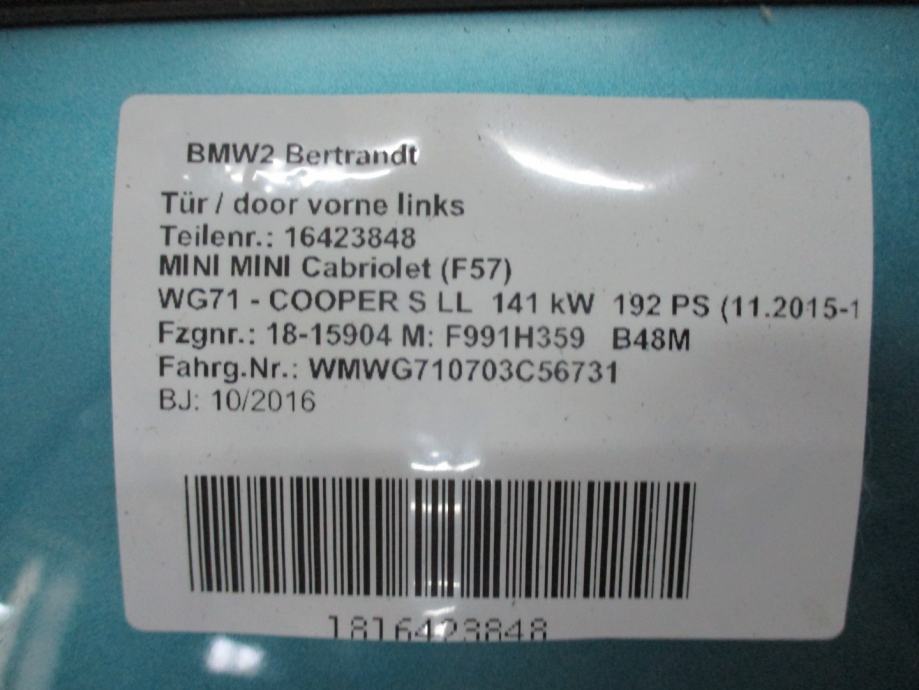 BMW2 Bertrandt
Tür / door vorne links
Teilenr.: 16423848
MINI MINI Cabriolet (F57)
WG71 - COOPER S LL 141 kW 192 PS (11.2015-1
Fzgnr.: 18-15904 M: F991H359 B48M
Fahrg.Nr.: WMWG710703C56731
BJ: 10/2016
1816423848